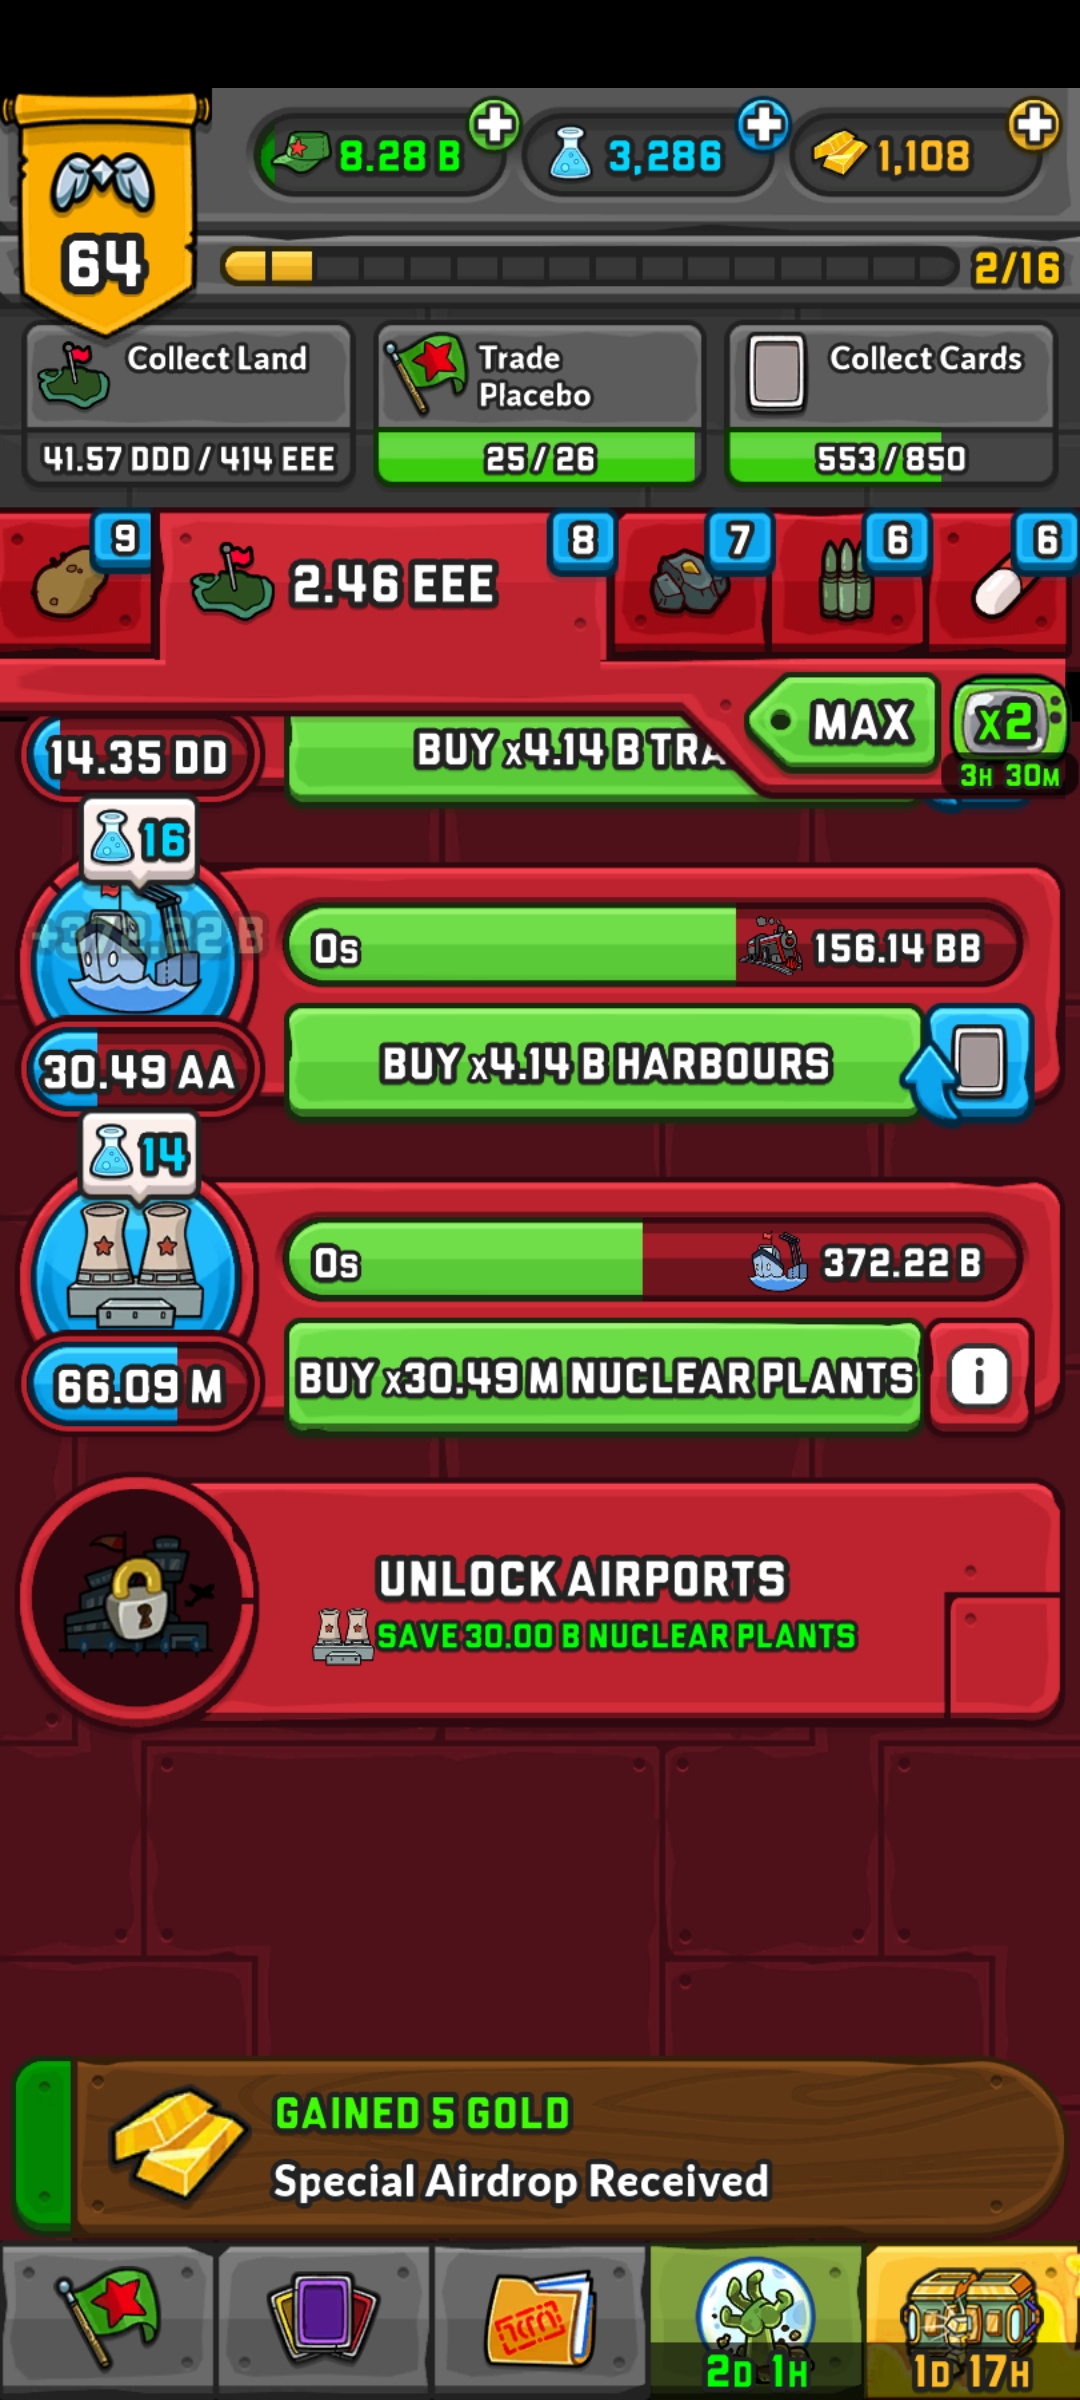 64
8.28 B
3,286
1,108
2/16
Collect Land
41.57 DDD / 414 EEE
Trade
Placebo
25 / 26
Collect Cards
553 / 850
9
2.46 EEE
8
7
6
6
MAX
x2
3H 30M
14.35 DD
BUY x4.14 B TRA
16
+372.22 B
0s
156.14 BB
30.49 AA
BUY x4.14 B HARBOURS
14
0s
372.22 B
66.09 M
BUY x30.49 M NUCLEAR PLANTS
i
UNLOCK AIRPORTS
SAVE 30.00 B NUCLEAR PLANTS
GAINED 5 GOLD
Special Airdrop Received
2D 1H
1D 17H